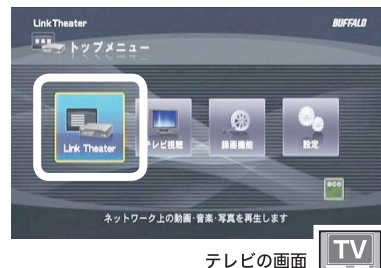 LinkTheater
BUFFALO
トップメニュー
Link Theater
テレビ視聴
録画機能
設定
eco
ネットワーク上の動画・音楽・写真を再生します
テレビの画面
TV